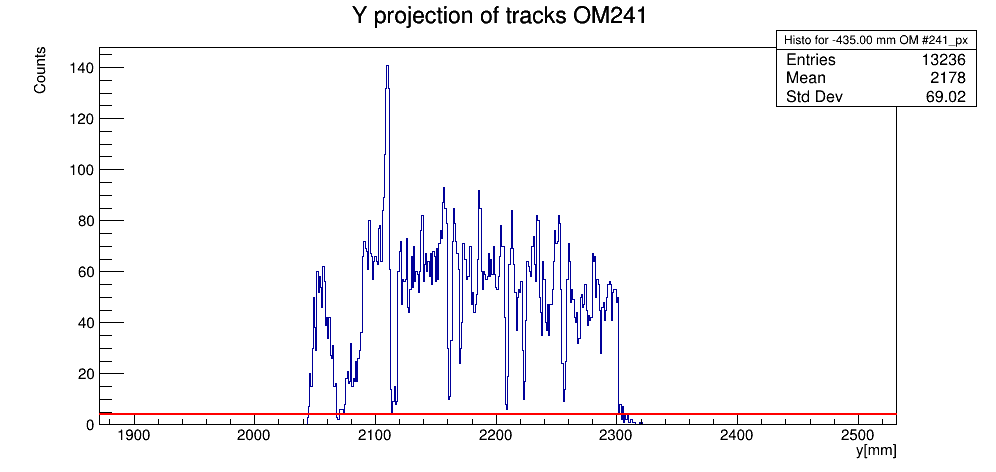 Y projection of tracks OM241
Histo for -435.00 mm OM #241_px
Entries 13236
Mean 2178
Std Dev 69.02
Counts
140
120
100
80
60
40
20
0
1900 2000 2100 2200 2300 2400 2500
y[mm]